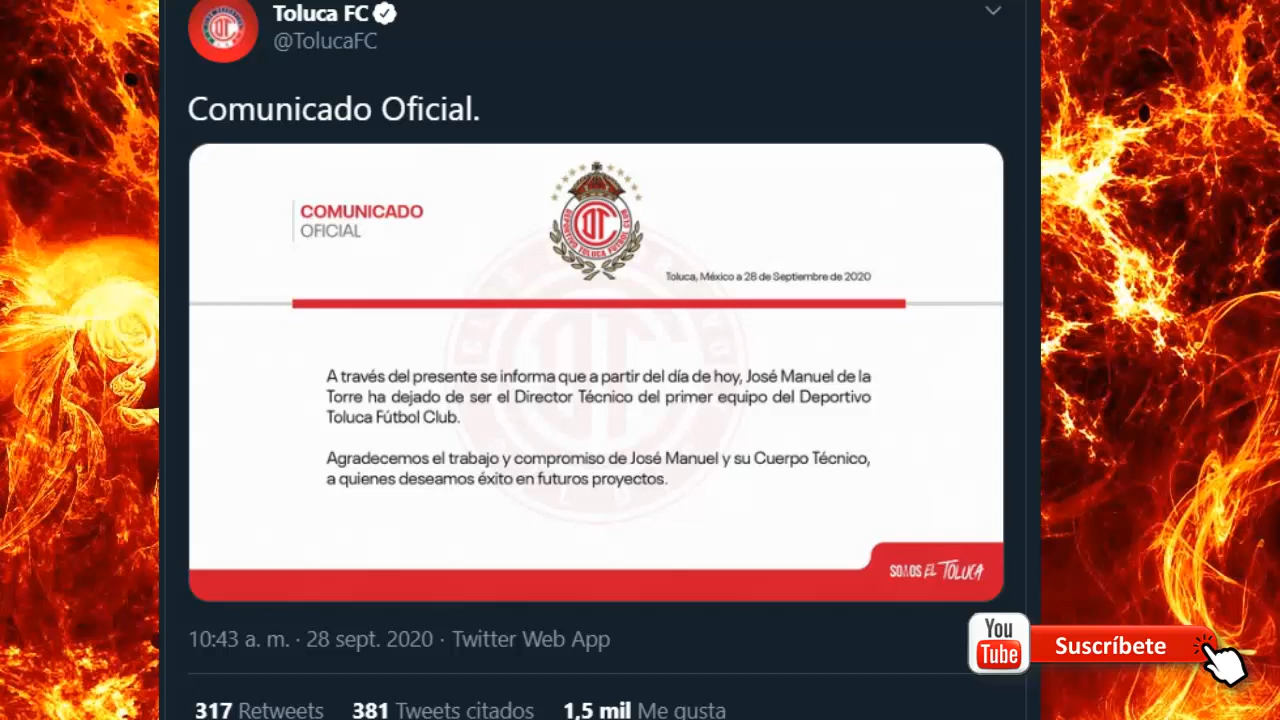 Toluca FC
@TolucaFC
Comunicado Oficial.
COMUNICADO
OFICIAL
DEPORTIVO TOLUCA FUTBOL CLUB
Toluca, México a 28 de Septiembre de 2020
A través del presente se informa que a partir del día de hoy, José Manuel de la
Torre ha dejado de ser el Director Técnico del primer equipo del Deportivo
Toluca Fútbol Club.
Agradecemos el trabajo y compromiso de José Manuel y su Cuerpo Técnico,
a quienes deseamos éxito en futuros proyectos.
SOMOS EL TOLUCA
10:43 a. m. · 28 sept. 2020 · Twitter Web App
You
Tube
Suscríbete
317 Retweets 381 Tweets citados 1,5 mil Me gusta